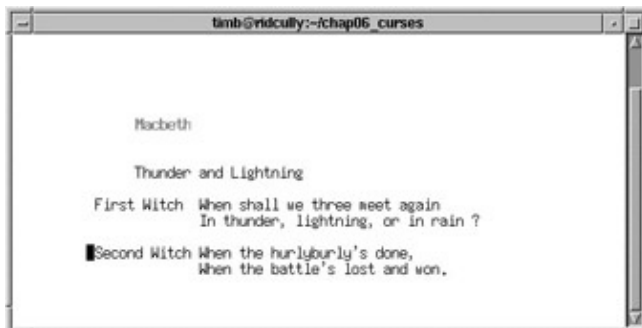 timb@ridcully:~/chap06_curses
Macbeth
Thunder and Lightning
First Witch When shall we three meet again
In thunder, lightning, or in rain ?
Second Witch When the hurlyburly's done,
When the battle's lost and won.